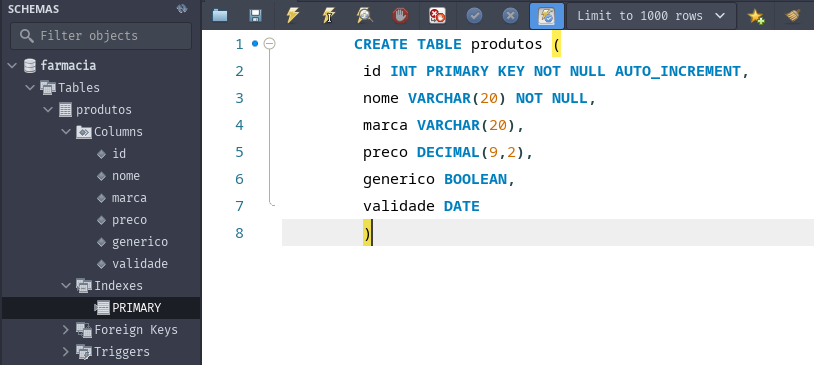 SCHEMAS
Filter objects
farmacia
Tables
produtos
Columns
id
nome
marca
preco
generico
validade
Indexes
PRIMARY
Foreign Keys
Triggers
Limit to 1000 rows
1 CREATE TABLE produtos (
2 id INT PRIMARY KEY NOT NULL AUTO_INCREMENT,
3 nome VARCHAR(20) NOT NULL,
4 marca VARCHAR(20),
5 preco DECIMAL(9,2),
6 generico BOOLEAN,
7 validade DATE
8 )